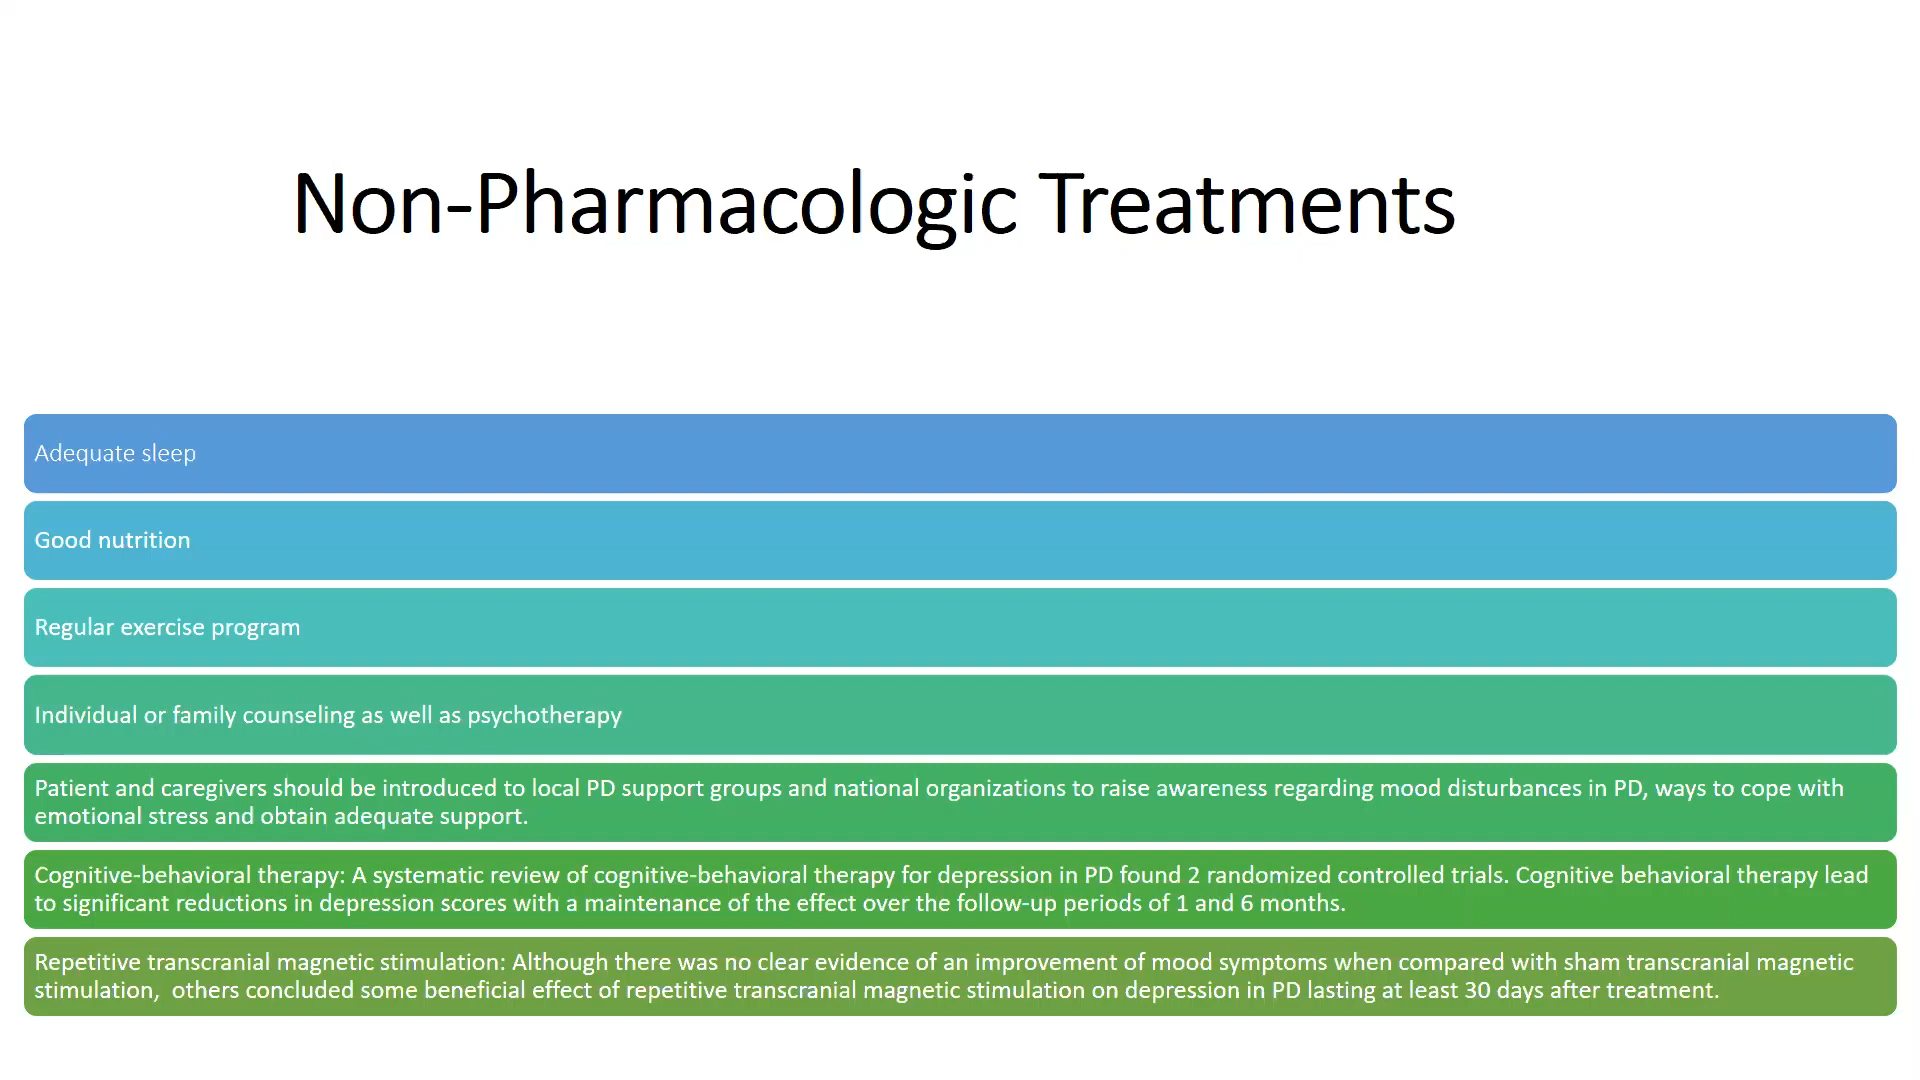 Non-Pharmacologic Treatments
Adequate sleep
Good nutrition
Regular exercise program
Individual or family counseling as well as psychotherapy
Patient and caregivers should be introduced to local PD support groups and national organizations to raise awareness regarding mood disturbances in PD, ways to cope with
emotional stress and obtain adequate support.
Cognitive-behavioral therapy: A systematic review of cognitive-behavioral therapy for depression in PD found 2 randomized controlled trials. Cognitive behavioral therapy lead
to significant reductions in depression scores with a maintenance of the effect over the follow-up periods of 1 and 6 months.
Repetitive transcranial magnetic stimulation: Although there was no clear evidence of an improvement of mood symptoms when compared with sham transcranial magnetic
stimulation,  others concluded some beneficial effect of repetitive transcranial magnetic stimulation on depression in PD lasting at least 30 days after treatment.